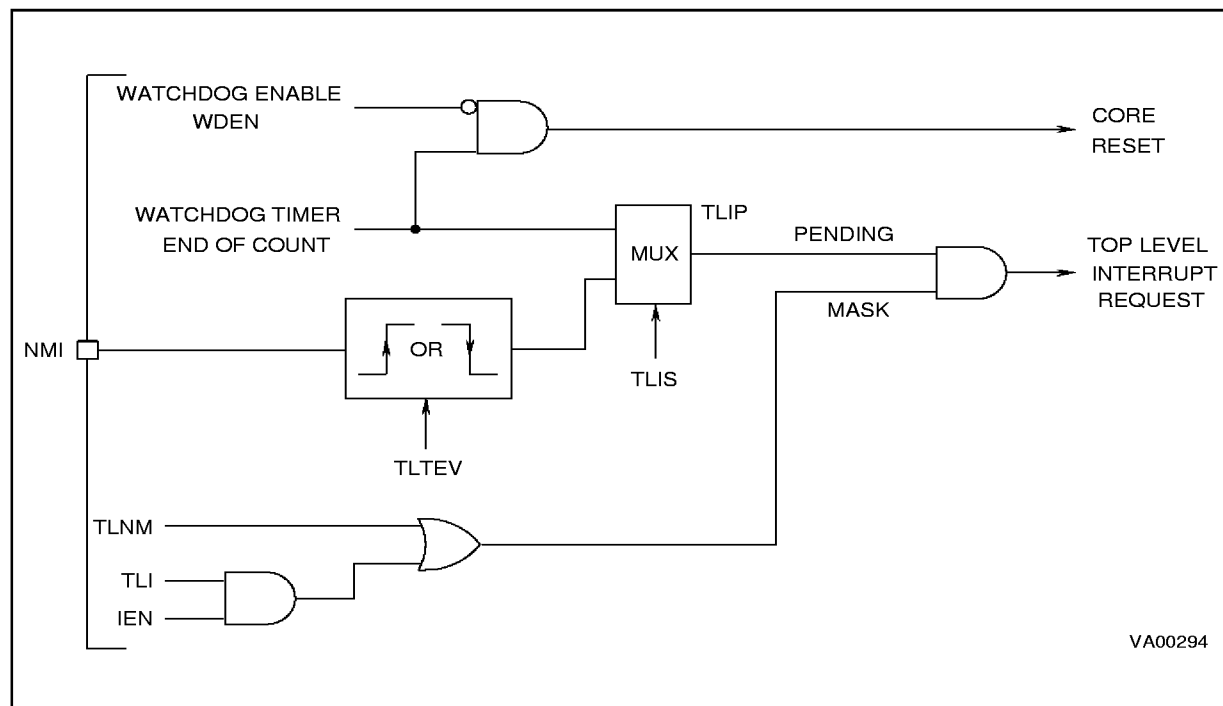 WATCHDOG ENABLE
WDEN
CORE
RESET
WATCHDOG TIMER
END OF COUNT
MUX
TLIP
PENDING
TOP LEVEL
INTERRUPT
REQUEST
MASK
NMI
OR
TLIS
TLTEV
TLNM
TLI
IEN
VA00294